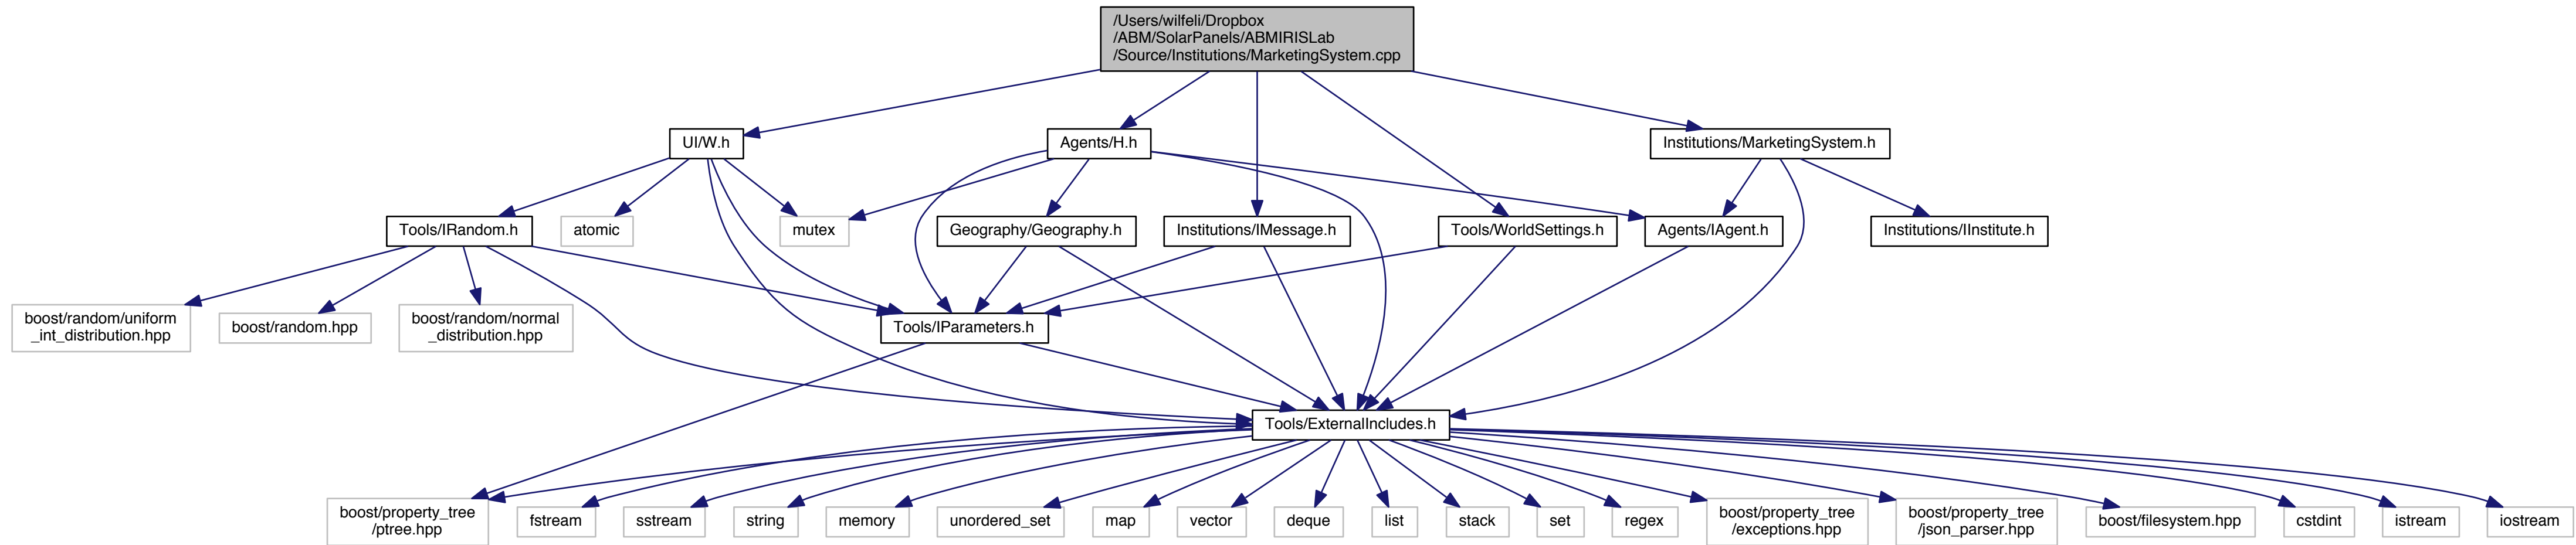 /Users/wilfeli/Dropbox
/ABM/SolarPanels/ABMIRISLab
/Source/Institutions/MarketingSystem.cpp
UI/W.h
Agents/H.h
Institutions/MarketingSystem.h
Tools/IRandom.h
atomic
mutex
Geography/Geography.h
Institutions/IMessage.h
Tools/WorldSettings.h
Agents/IAgent.h
Institutions/IInstitute.h
boost/random/uniform
_int_distribution.hpp
boost/random.hpp
boost/random/normal
_distribution.hpp
Tools/IParameters.h
Tools/ExternalIncludes.h
boost/property_tree
/ptree.hpp
fstream
sstream
string
memory
unordered_set
map
vector
deque
list
stack
set
regex
boost/property_tree
/exceptions.hpp
boost/property_tree
/json_parser.hpp
boost/filesystem.hpp
cstdint
istream
iostream